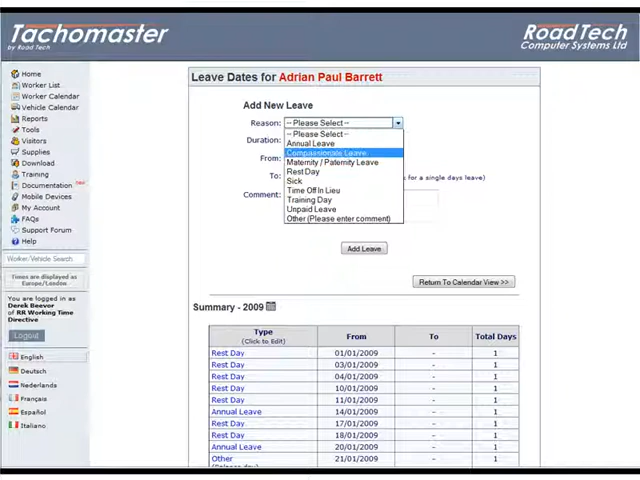 Tachomaster
by Road Tech
RoadTech
Computer Systems Ltd
Home
Worker List
Worker Calendar
Vehicle Calendar
Reports
Tools
Visitors
Supplies
Download
Training
Documentation new
Mobile Devices
My Account
FAQs
Support Forum
Help
Worker/Vehicle Search
Times are displayed as
Europe/London
You are logged in as
Derek Beevor
of RR Working Time
Directive
Logout
English
Deutsch
Nederlands
Français
Español
Italiano
Leave Dates for Adrian Paul Barrett
Add New Leave
Reason: -- Please Select --
-- Please Select --
Annual Leave
Compassionate Leave
Maternity / Paternity Leave
Rest Day
Sick
Time Off In Lieu
Training Day
Unpaid Leave
Other (Please enter comment)
Duration:
From:
To: for a single days leave)
Comment:
Add Leave
Return To Calendar View >>
Summary - 2009
Type (Click to Edit) From To Total Days
Rest Day 01/01/2009 - 1
Rest Day 03/01/2009 - 1
Rest Day 04/01/2009 - 1
Rest Day 10/01/2009 - 1
Rest Day 11/01/2009 - 1
Annual Leave 14/01/2009 - 1
Rest Day 17/01/2009 - 1
Rest Day 18/01/2009 - 1
Annual Leave 20/01/2009 - 1
Other 21/01/2009 - 1